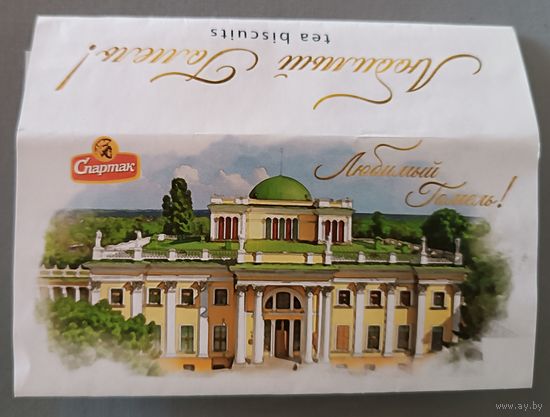 tea biscuits
Любимый Гомель!
Спартак
Любимый
Гомель!
www.ay.by